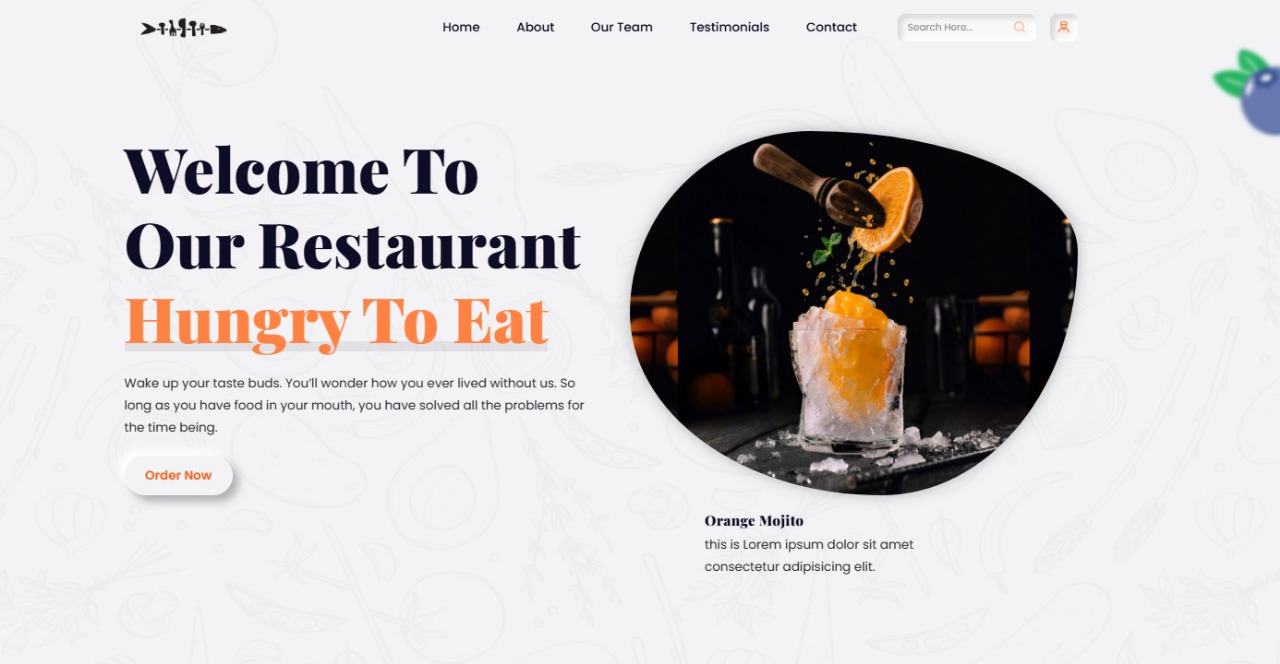 Home
About
Our Team
Testimonials
Contact
Search Here...
Welcome To
Our Restaurant
Hungry To Eat
Wake up your taste buds. You'll wonder how you ever lived without us. So
long as you have food in your mouth, you have solved all the problems for
the time being.
Order Now
Orange Mojito
this is Lorem ipsum dolor sit amet
consectetur adipisicing elit.